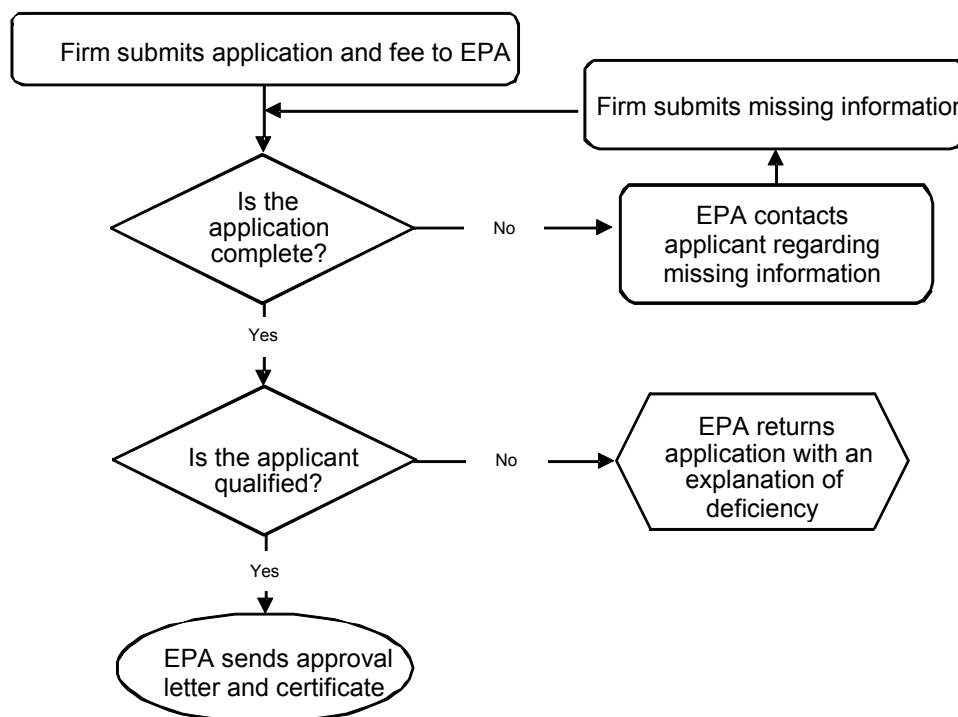 Firm submits application and fee to EPA
Firm submits missing information
Is the
application
complete?
No
EPA contacts
applicant regarding
missing information
Yes
Is the applicant
qualified?
No
EPA returns
application with an
explanation of
deficiency
Yes
EPA sends approval
letter and certificate